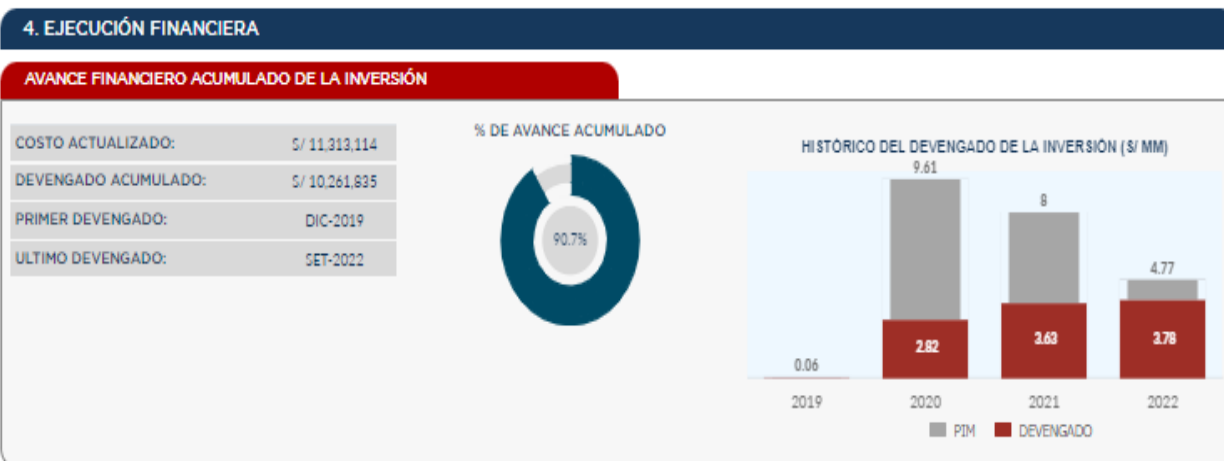 4. EJECUCIÓN FINANCIERA
AVANCE FINANCIERO ACUMULADO DE LA INVERSIÓN
COSTO ACTUALIZADO: S/ 11,313,114
DEVENGADO ACUMULADO: S/ 10,261,835
PRIMER DEVENGADO: DIC-2019
ULTIMO DEVENGADO: SET-2022
% DE AVANCE ACUMULADO
90.7%
HISTÓRICO DEL DEVENGADO DE LA INVERSIÓN (S/ MM)
9.61
8
4.77
2.82 3.63 3.78
0.06
2019 2020 2021 2022
PIM DEVENGADO